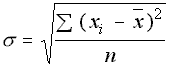 σ = √(∑ (xᵢ − x̅)² / n)